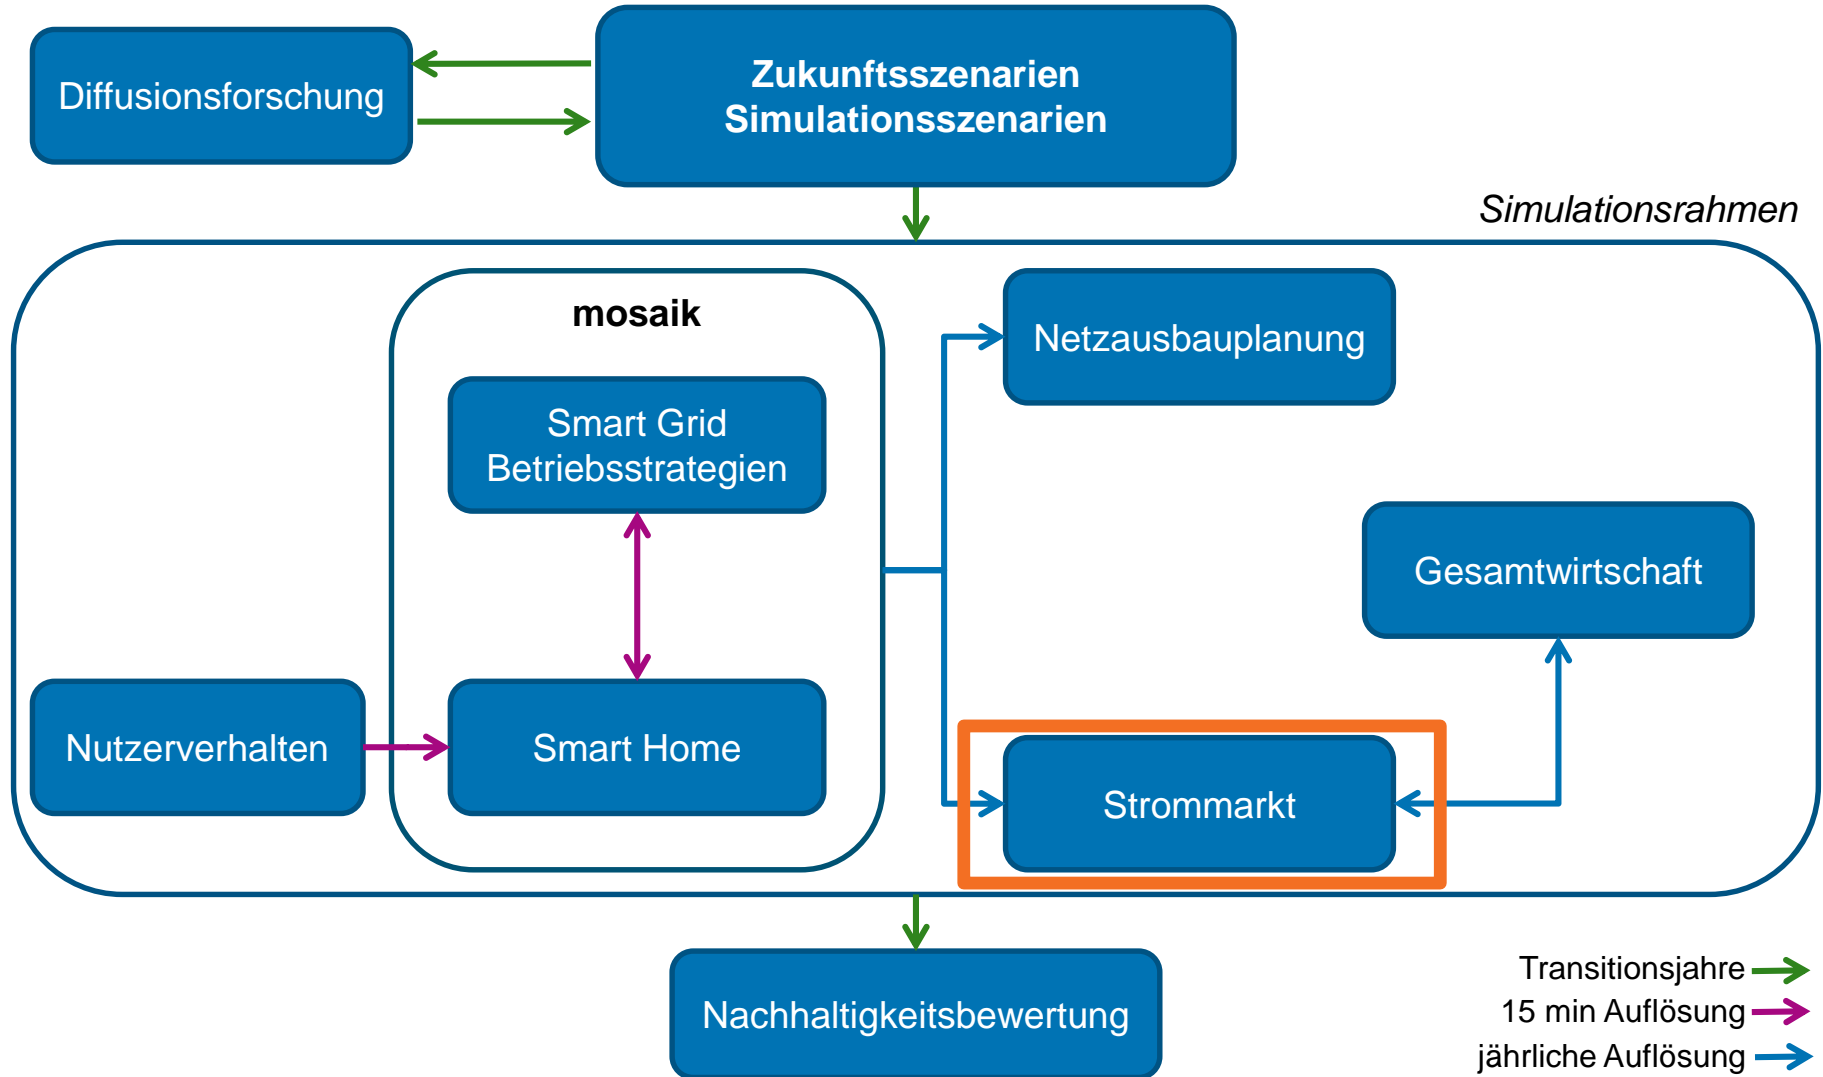 Diffusionsforschung
Zukunftsszenarien
Simulationsszenarien
Simulationsrahmen
mosaik
Netzausbauplanung
Smart Grid
Betriebsstrategien
Gesamtwirtschaft
Nutzerverhalten
Smart Home
Strommarkt
Nachhaltigkeitsbewertung
Transitionsjahre
15 min Auflösung
jährliche Auflösung